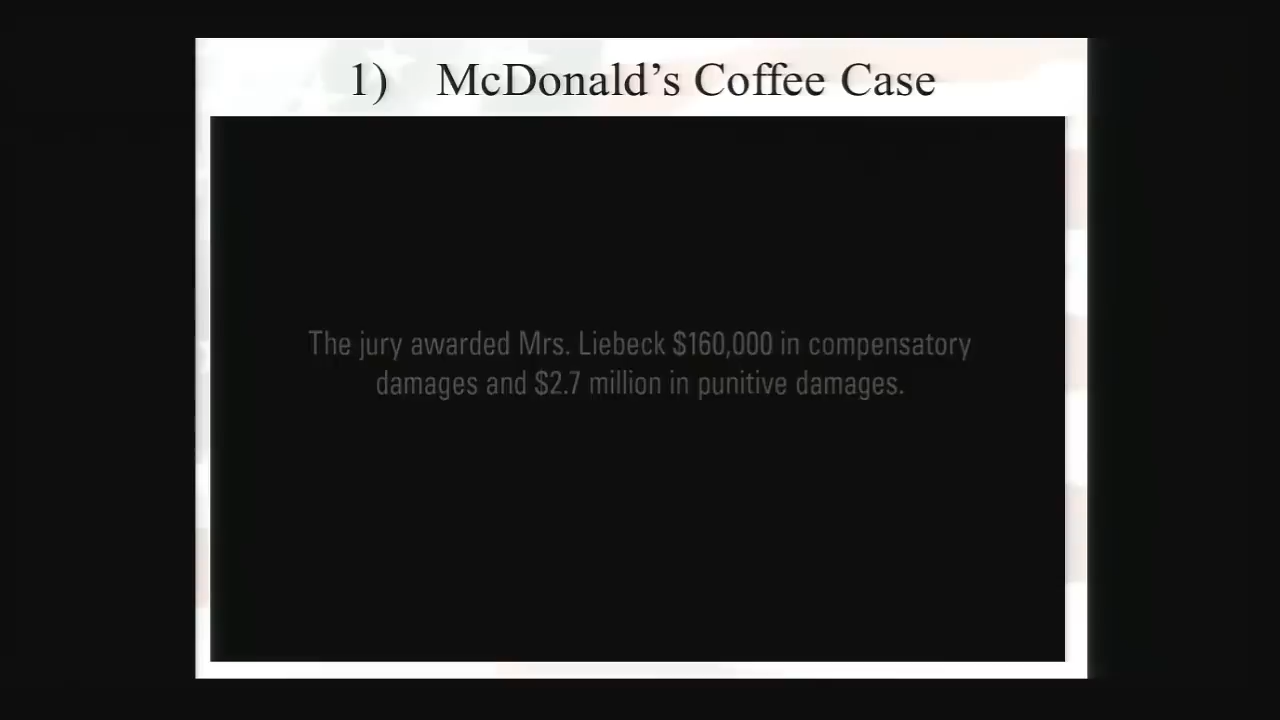 1) McDonald’s Coffee Case
The jury awarded Mrs. Liebeck $160,000 in compensatory
damages and $2.7 million in punitive damages.